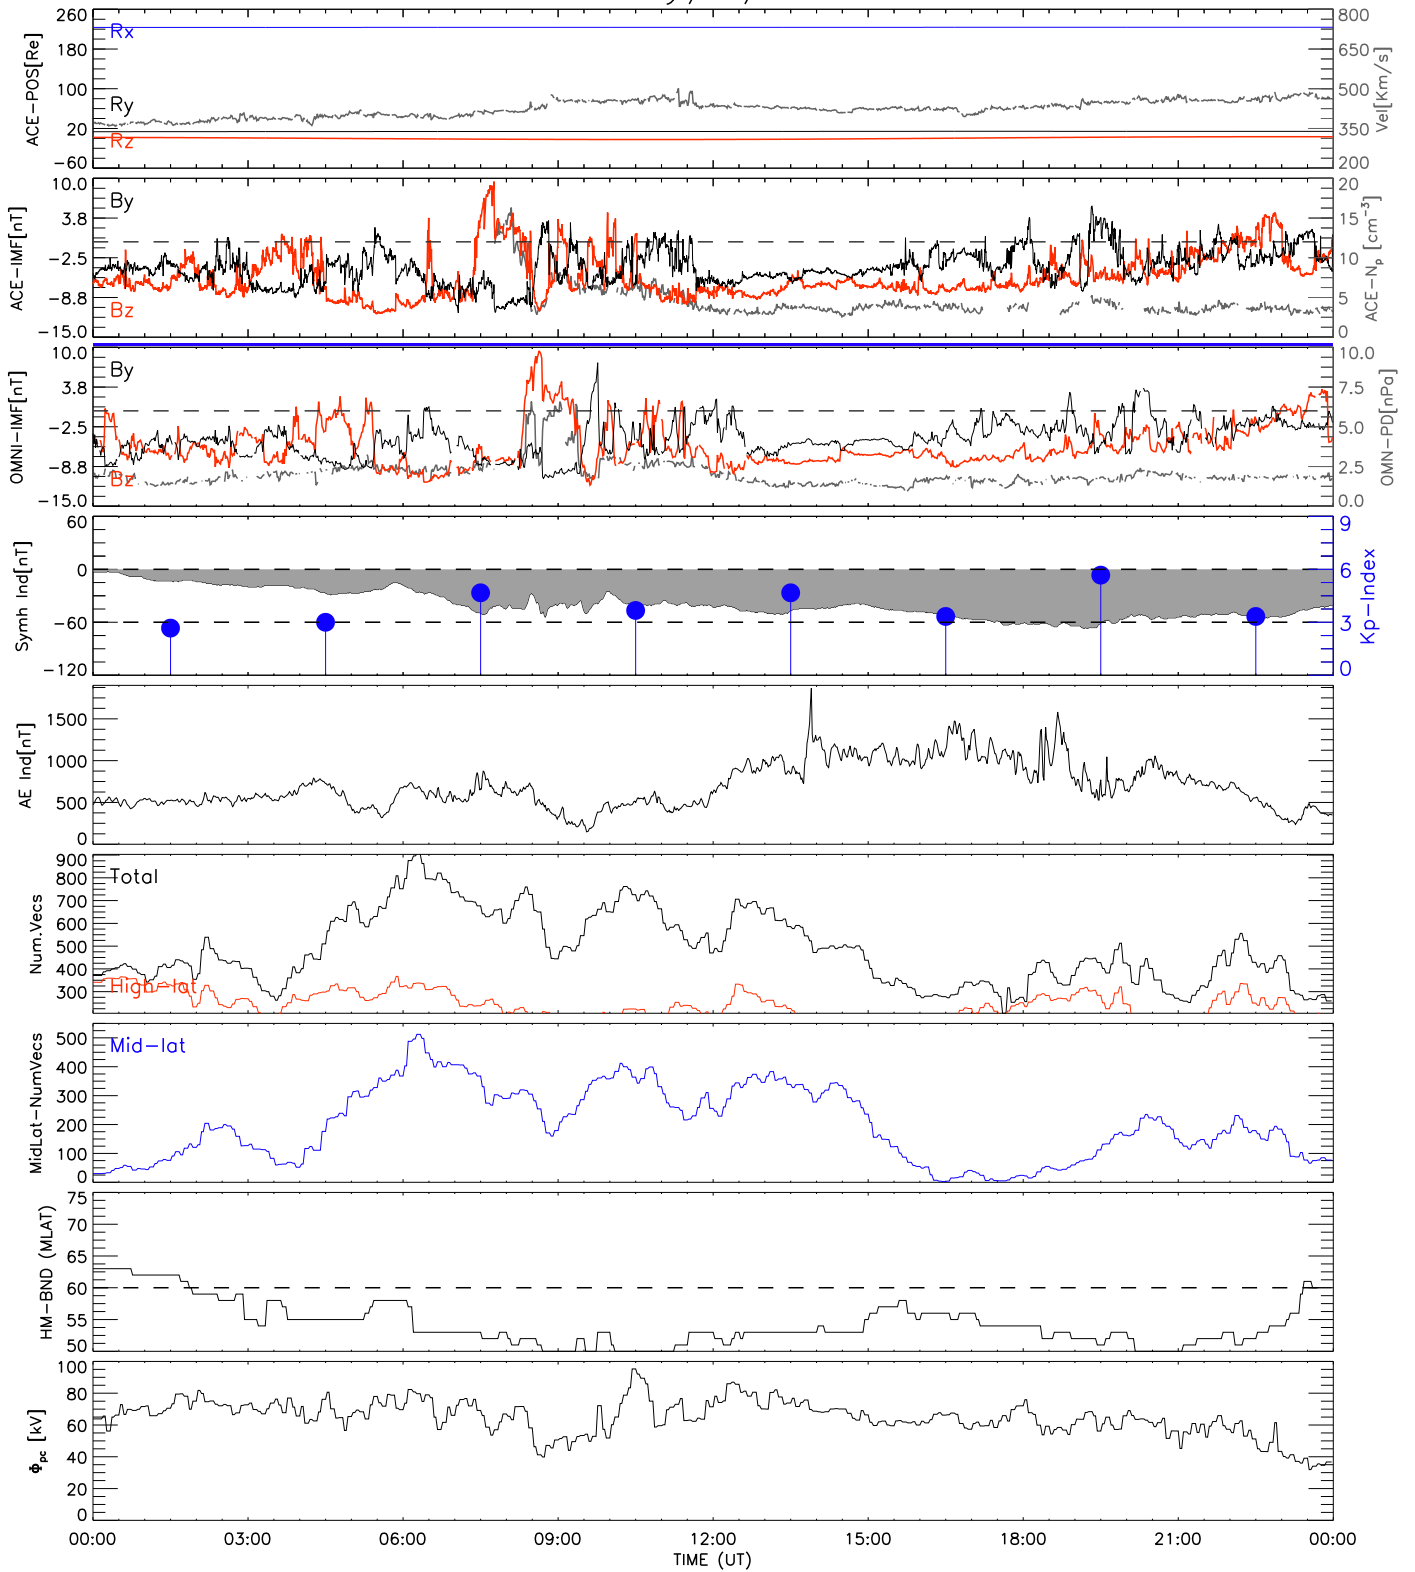 260
180
100
20
−60
ACE−POS[Re]
Rx
Ry
Rz
800
650
500
350
200
Vel[Km/s]
10.0
3.8
−2.5
−8.8
−15.0
ACE−IMF[nT]
By
Bz
20
15
10
5
0
ACE−Np [cm−3]
10.0
3.8
−2.5
−8.8
−15.0
OMNI−IMF[nT]
By
Bz
10.0
7.5
5.0
2.5
0.0
OMN−PD[nPa]
60
0
−60
−120
Symh Ind[nT]
9
6
3
0
Kp−Index
1500
1000
500
0
AE Ind[nT]
900
800
700
600
500
400
300
Num.Vecs
Total
High−lat
500
400
300
200
100
0
MidLat−NumVecs
Mid−lat
75
70
65
60
55
50
HM−BND (MLAT)
100
80
60
40
20
0
Φpc [kV]
00:00 03:00 06:00 09:00 12:00 15:00 18:00 21:00 00:00
TIME (UT)